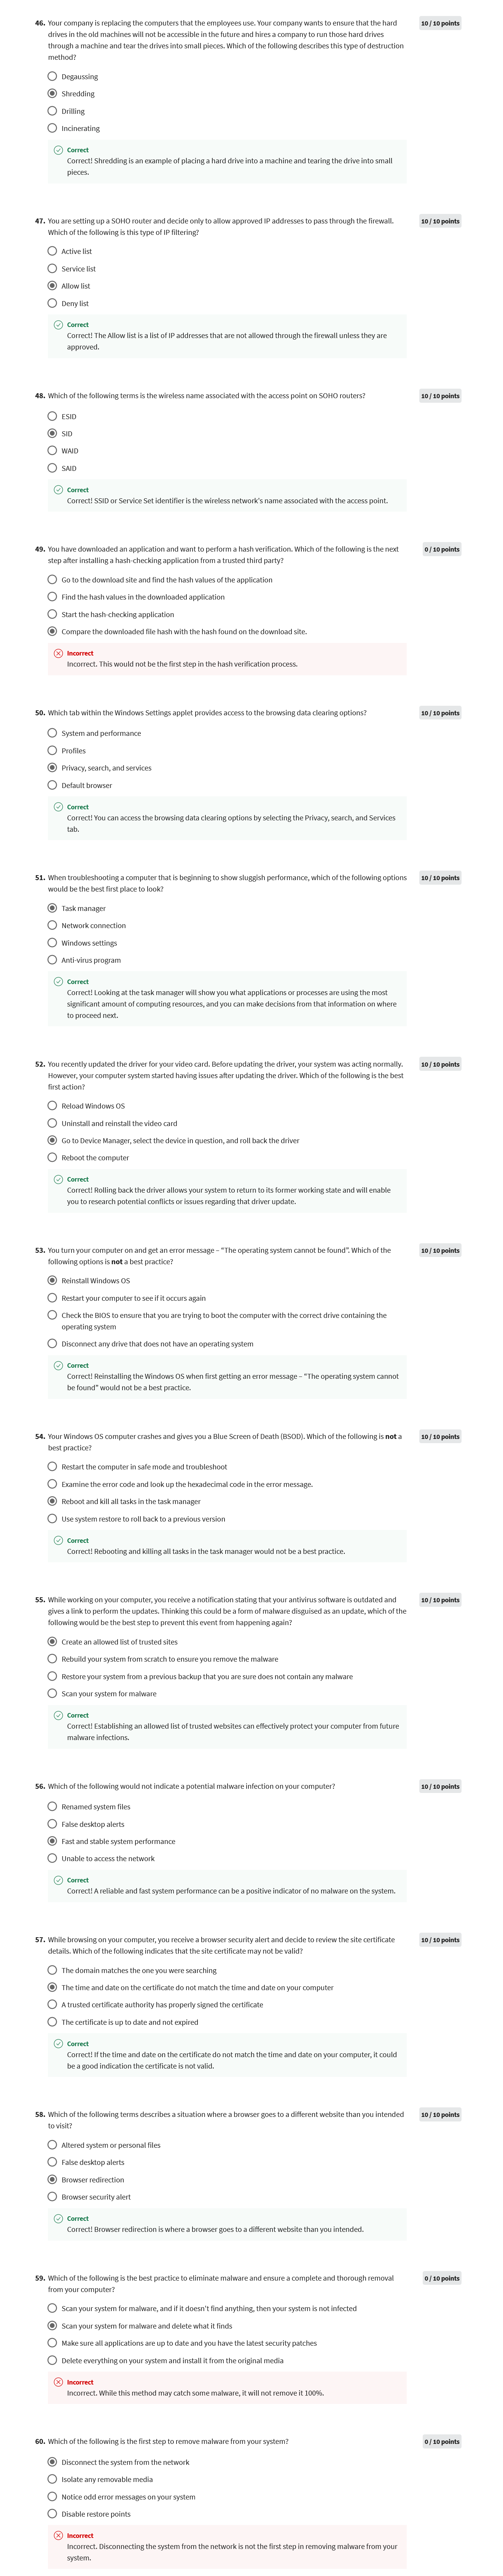 46. Your company is replacing the computers that the employees use. Your company wants to ensure that the hard
10 / 10 points
drives in the old machines will not be accessible in the future and hires a company to run those hard drives
through a machine and tear the drives into small pieces. Which of the following describes this type of destruction
method?
Degaussing
Shredding
Drilling
Incinerating
Correct
Correct! Shredding is an example of placing a hard drive into a machine and tearing the drive into small
pieces.
47. You are setting up a SOHO router and decide only to allow approved IP addresses to pass through the firewall.
10 / 10 points
Which of the following is this type of IP filtering?
Active list
Service list
Allow list
Deny list
Correct
Correct! The Allow list is a list of IP addresses that are not allowed through the firewall unless they are
approved.
48. Which of the following terms is the wireless name associated with the access point on SOHO routers?
10 / 10 points
ESID
SID
WAID
SAID
Correct
Correct! SSID or Service Set identifier is the wireless network's name associated with the access point.
49. You have downloaded an application and want to perform a hash verification. Which of the following is the next
0 / 10 points
step after installing a hash-checking application from a trusted third party?
Go to the download site and find the hash values of the application
Find the hash values in the downloaded application
Start the hash-checking application
Compare the downloaded file hash with the hash found on the download site.
Incorrect
Incorrect. This would not be the first step in the hash verification process.
50. Which tab within the Windows Settings applet provides access to the browsing data clearing options?
10 / 10 points
System and performance
Profiles
Privacy, search, and services
Default browser
Correct
Correct! You can access the browsing data clearing options by selecting the Privacy, search, and Services
tab.
51. When troubleshooting a computer that is beginning to show sluggish performance, which of the following options
10 / 10 points
would be the best first place to look?
Task manager
Network connection
Windows settings
Anti-virus program
Correct
Correct! Looking at the task manager will show you what applications or processes are using the most
significant amount of computing resources, and you can make decisions from that information on where
to proceed next.
52. You recently updated the driver for your video card. Before updating the driver, your system was acting normally.
10 / 10 points
However, your computer system started having issues after updating the driver. Which of the following is the best
first action?
Reload Windows OS
Uninstall and reinstall the video card
Go to Device Manager, select the device in question, and roll back the driver
Reboot the computer
Correct
Correct! Rolling back the driver allows your system to return to its former working state and will enable
you to research potential conflicts or issues regarding that driver update.
53. You turn your computer on and get an error message – “The operating system cannot be found”. Which of the
10 / 10 points
following options is not a best practice?
Reinstall Windows OS
Restart your computer to see if it occurs again
Check the BIOS to ensure that you are trying to boot the computer with the correct drive containing the
operating system
Disconnect any drive that does not have an operating system
Correct
Correct! Reinstalling the Windows OS when first getting an error message – “The operating system cannot
be found” would not be a best practice.
54. Your Windows OS computer crashes and gives you a Blue Screen of Death (BSOD). Which of the following is not a
10 / 10 points
best practice?
Restart the computer in safe mode and troubleshoot
Examine the error code and look up the hexadecimal code in the error message.
Reboot and kill all tasks in the task manager
Use system restore to roll back to a previous version
Correct
Correct! Rebooting and killing all tasks in the task manager would not be a best practice.
55. While working on your computer, you receive a notification stating that your antivirus software is outdated and
10 / 10 points
gives a link to perform the updates. Thinking this could be a form of malware disguised as an update, which of the
following would be the best step to prevent this event from happening again?
Create an allowed list of trusted sites
Rebuild your system from scratch to ensure you remove the malware
Restore your system from a previous backup that you are sure does not contain any malware
Scan your system for malware
Correct
Correct! Establishing an allowed list of trusted websites can effectively protect your computer from future
malware infections.
56. Which of the following would not indicate a potential malware infection on your computer?
10 / 10 points
Renamed system files
False desktop alerts
Fast and stable system performance
Unable to access the network
Correct
Correct! A reliable and fast system performance can be a positive indicator of no malware on the system.
57. While browsing on your computer, you receive a browser security alert and decide to review the site certificate
10 / 10 points
details. Which of the following indicates that the site certificate may not be valid?
The domain matches the one you were searching
The time and date on the certificate do not match the time and date on your computer
A trusted certificate authority has properly signed the certificate
The certificate is up to date and not expired
Correct
Correct! If the time and date on the certificate do not match the time and date on your computer, it could
be a good indication the certificate is not valid.
58. Which of the following terms describes a situation where a browser goes to a different website than you intended
10 / 10 points
to visit?
Altered system or personal files
False desktop alerts
Browser redirection
Browser security alert
Correct
Correct! Browser redirection is where a browser goes to a different website than you intended.
59. Which of the following is the best practice to eliminate malware and ensure a complete and thorough removal
0 / 10 points
from your computer?
Scan your system for malware, and if it doesn't find anything, then your system is not infected
Scan your system for malware and delete what it finds
Make sure all applications are up to date and you have the latest security patches
Delete everything on your system and install it from the original media
Incorrect
Incorrect. While this method may catch some malware, it will not remove it 100%.
60. Which of the following is the first step to remove malware from your system?
0 / 10 points
Disconnect the system from the network
Isolate any removable media
Notice odd error messages on your system
Disable restore points
Incorrect
Incorrect. Disconnecting the system from the network is not the first step in removing malware from your
system.